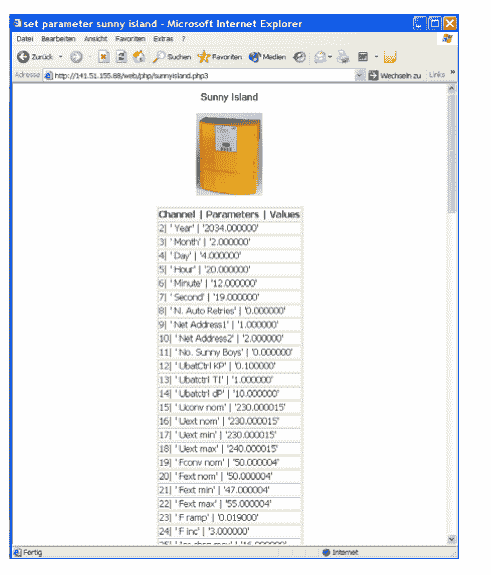 set parameter sunny island - Microsoft Internet Explorer
Datei Bearbeiten Ansicht Favoriten Extras ?
Zurück Suchen Favoriten Medien
Adresse http://141.51.155.68/web/php/sunnyisland.php3 Wechseln zu Links »
Sunny Island
Channel | Parameters | Values
2| ' Year' | '2034.000000'
3| ' Month' | '2.000000'
4| ' Day' | '4.000000'
5| ' Hour' | '20.000000'
6| ' Minute' | '12.000000'
7| ' Second' | '19.000000'
8| ' N. Auto Retries' | '0.000000'
9| ' Net Address1' | '1.000000'
10| ' Net Address2' | '2.000000'
11| ' No. Sunny Boys' | '0.000000'
12| ' UbatCtrl KP' | '0.100000'
13| ' Ubatctrl TI' | '1.000000'
14| ' Ubatctrl dP' | '10.000000'
15| ' Uconv nom' | '230.000015'
16| ' Uext nom' | '230.000015'
17| ' Uext min' | '230.000015'
18| ' Uext max' | '240.000015'
19| ' Fconv nom' | '50.000004'
20| ' Fext nom' | '50.000004'
21| ' Fext min' | '47.000004'
22| ' Fext max' | '55.000004'
23| ' F ramp' | '0.019000'
24| ' F inc' | '3.000000'
Fertig Internet